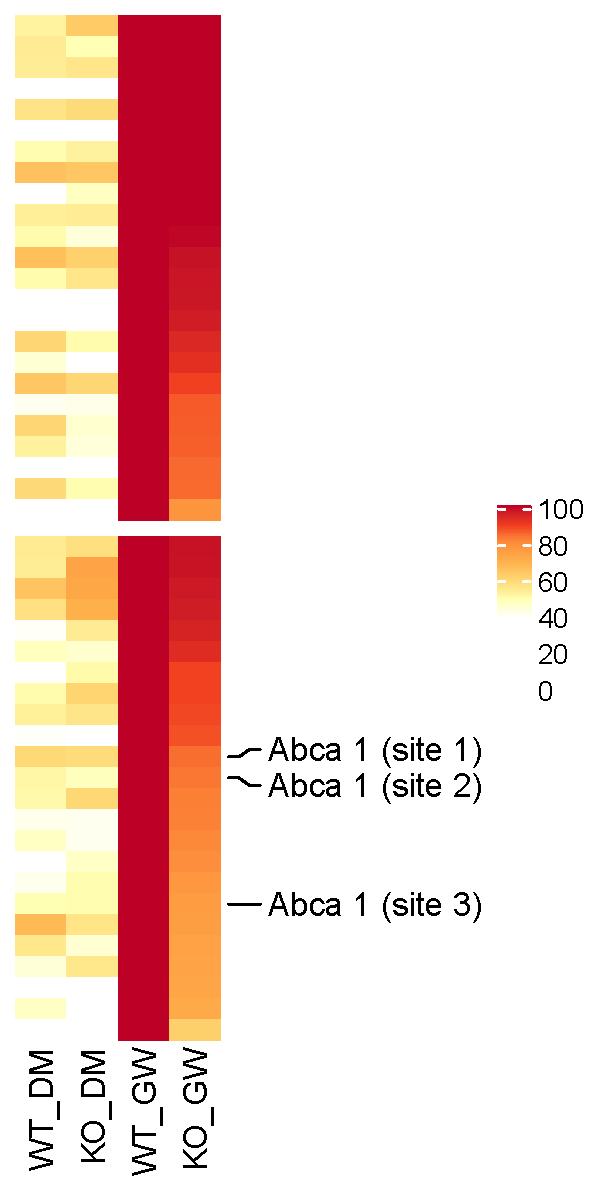 100
80
60
40
20
0
Abca 1 (site 1)
Abca 1 (site 2)
Abca 1 (site 3)
WT_DM
KO_DM
WT_GW
KO_GW